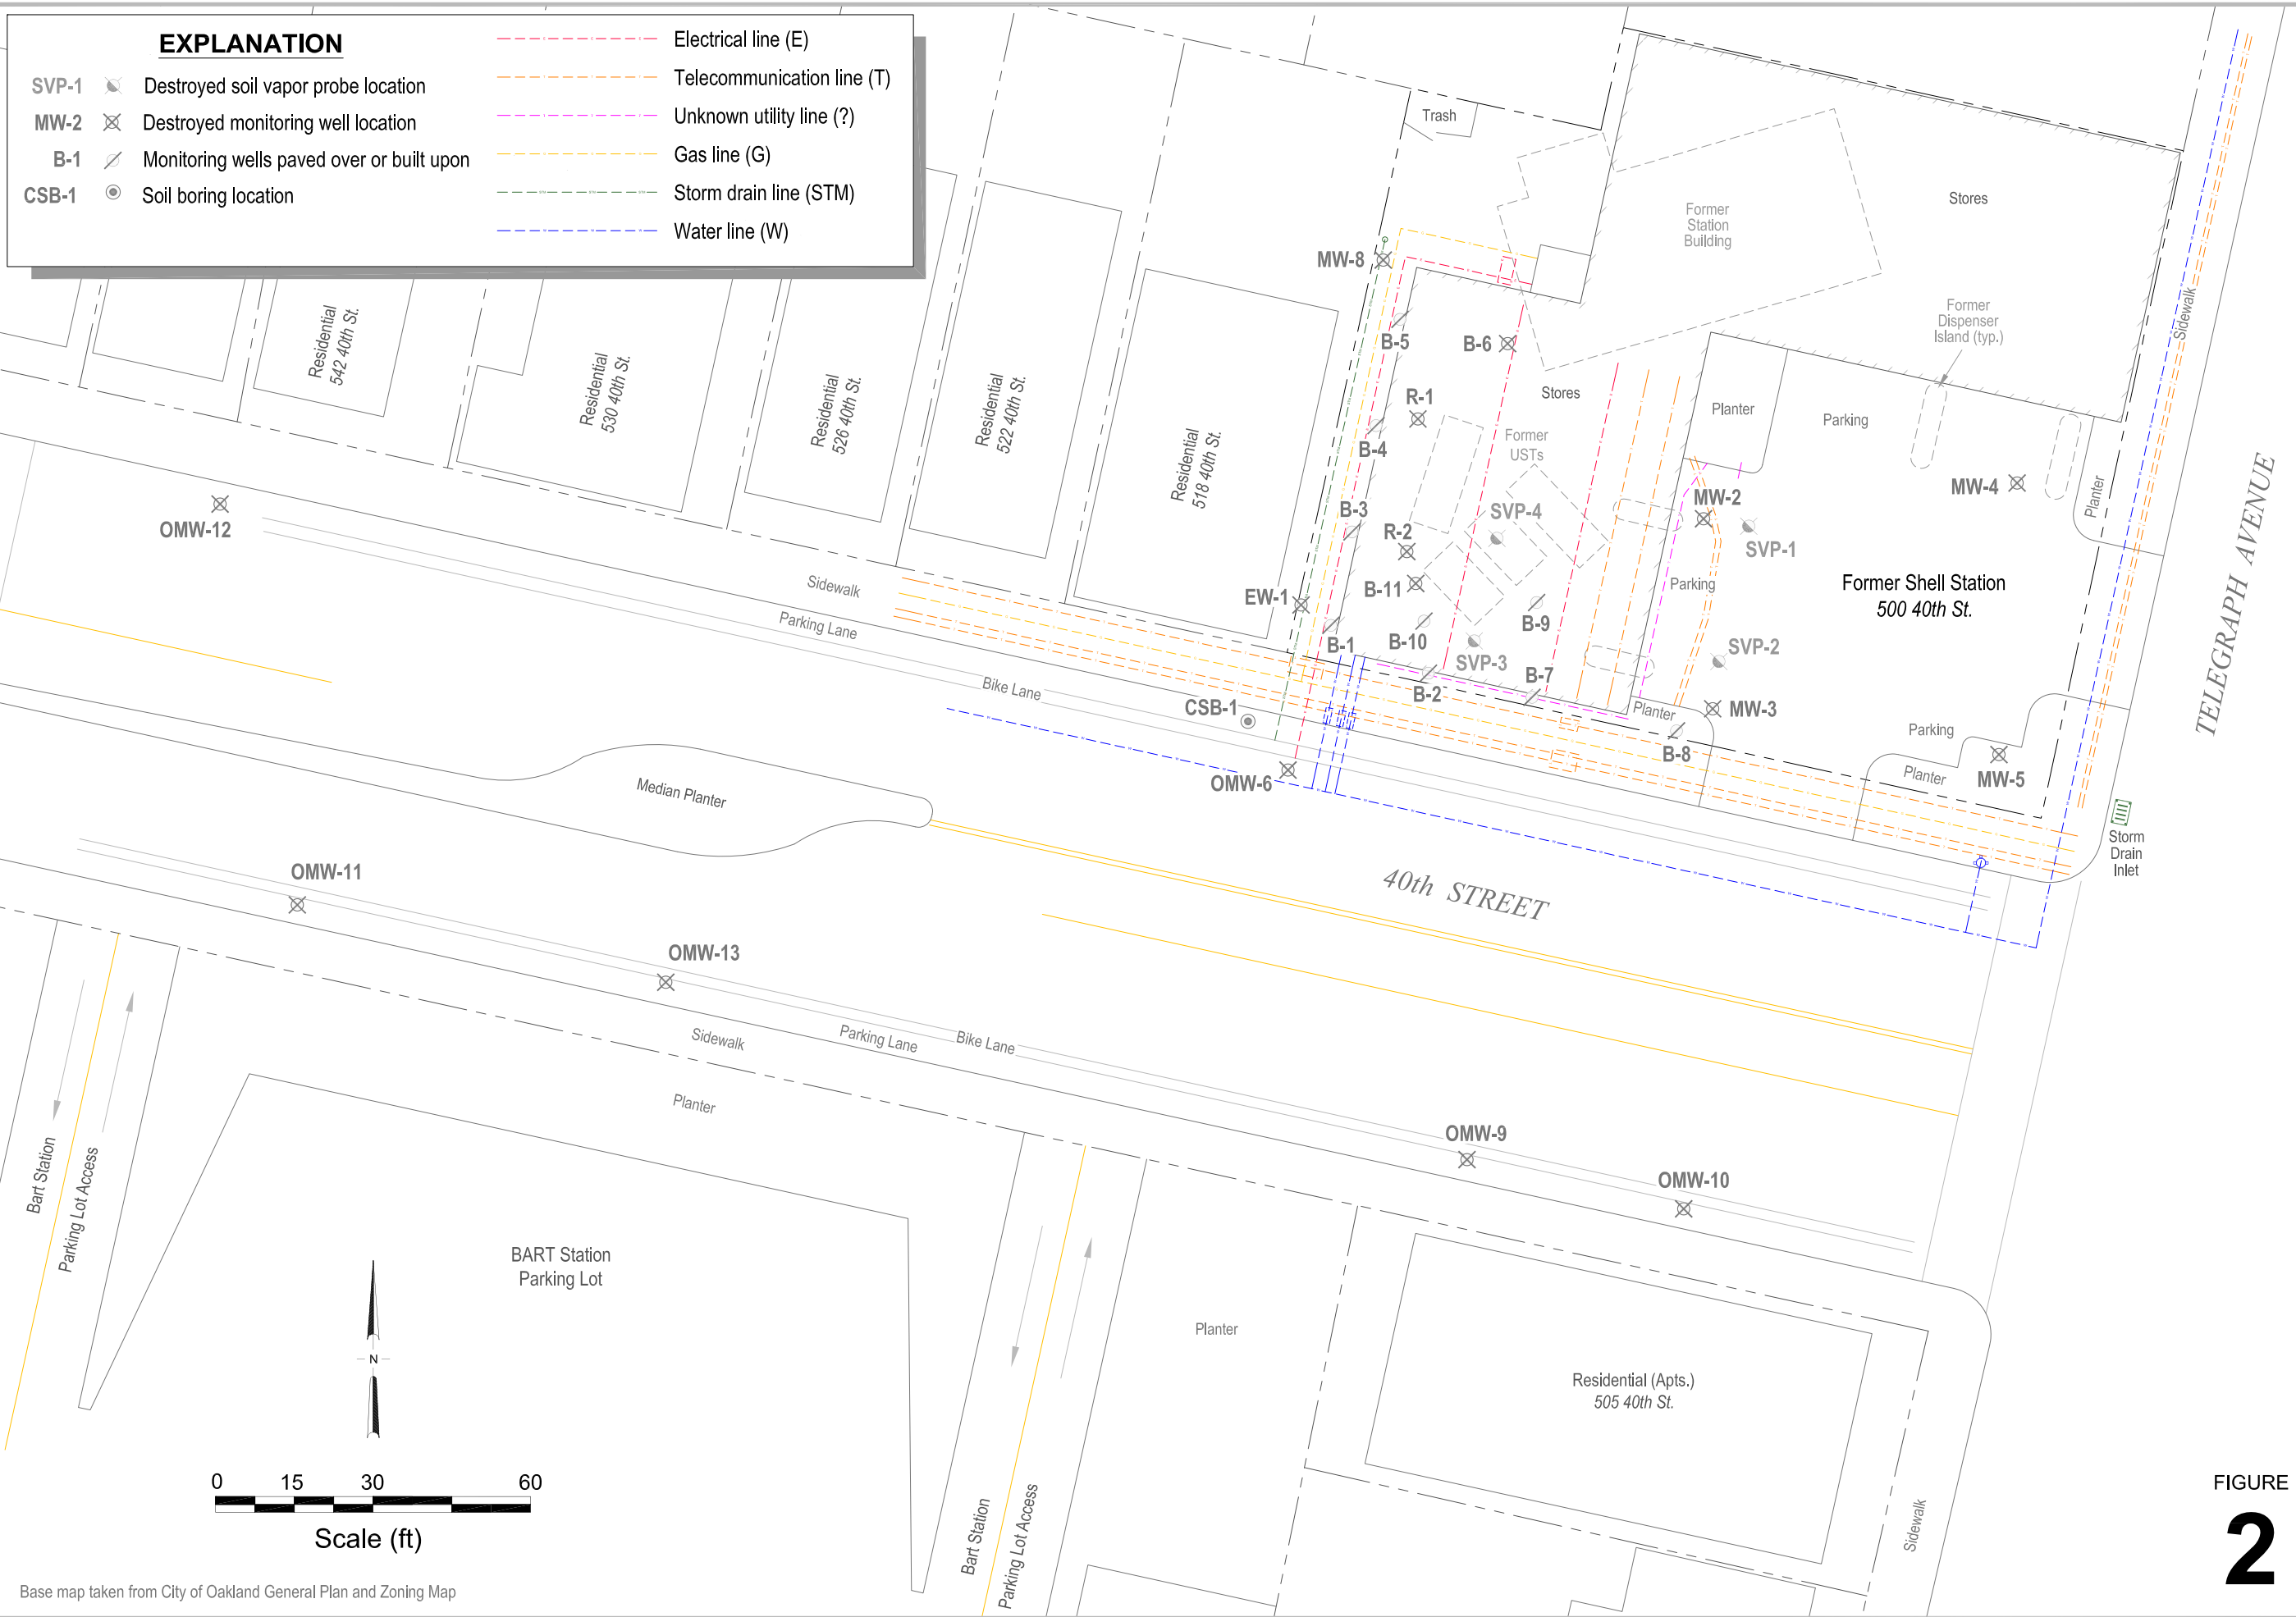 EXPLANATION
SVP-1 Destroyed soil vapor probe location
MW-2 Destroyed monitoring well location
B-1 Monitoring wells paved over or built upon
CSB-1 Soil boring location
Electrical line (E)
Telecommunication line (T)
Unknown utility line (?)
Gas line (G)
Storm drain line (STM)
Water line (W)
Trash
Stores
Former
Station
Building
MW-8
Former
Dispenser
Island (typ.)
Sidewalk
Residential
542 40th St.
Residential
530 40th St.
Residential
526 40th St.
Residential
522 40th St.
Residential
518 40th St.
B-5
B-6
R-1
Stores
Planter
Parking
B-4
Former
USTs
MW-4
Planter
MW-2
B-3
SVP-4
R-2
SVP-1
OMW-12
TELEGRAPH AVENUE
Sidewalk
Parking Lane
Parking
Former Shell Station
500 40th St.
B-11
EW-1
B-9
B-1
B-10
SVP-3
SVP-2
Bike Lane
B-2
B-7
CSB-1
Planter
MW-3
Parking
B-8
OMW-6
Planter
MW-5
Median Planter
Storm
Drain
Inlet
OMW-11
40th STREET
OMW-13
Sidewalk
Parking Lane
Bike Lane
Planter
OMW-9
OMW-10
Bart Station
Parking Lot Access
BART Station
Parking Lot
N
Planter
Residential (Apts.)
505 40th St.
Bart Station
Parking Lot Access
Sidewalk
0 15 30 60
Scale (ft)
FIGURE
2
Base map taken from City of Oakland General Plan and Zoning Map